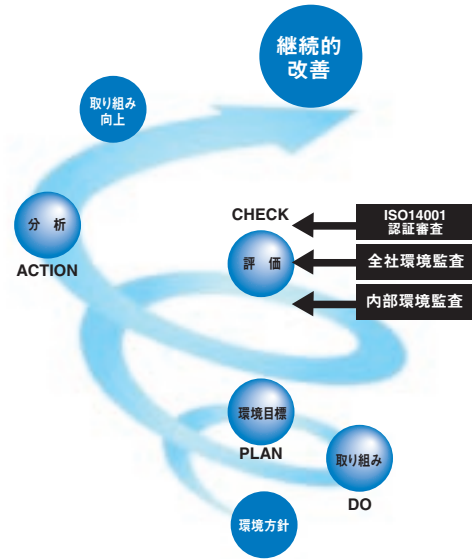 継続的
改善
取り組み
向上
分析
ACTION
CHECK
評価
ISO14001
認証審査
全社環境監査
内部環境監査
環境目標
PLAN
取り組み
DO
環境方針